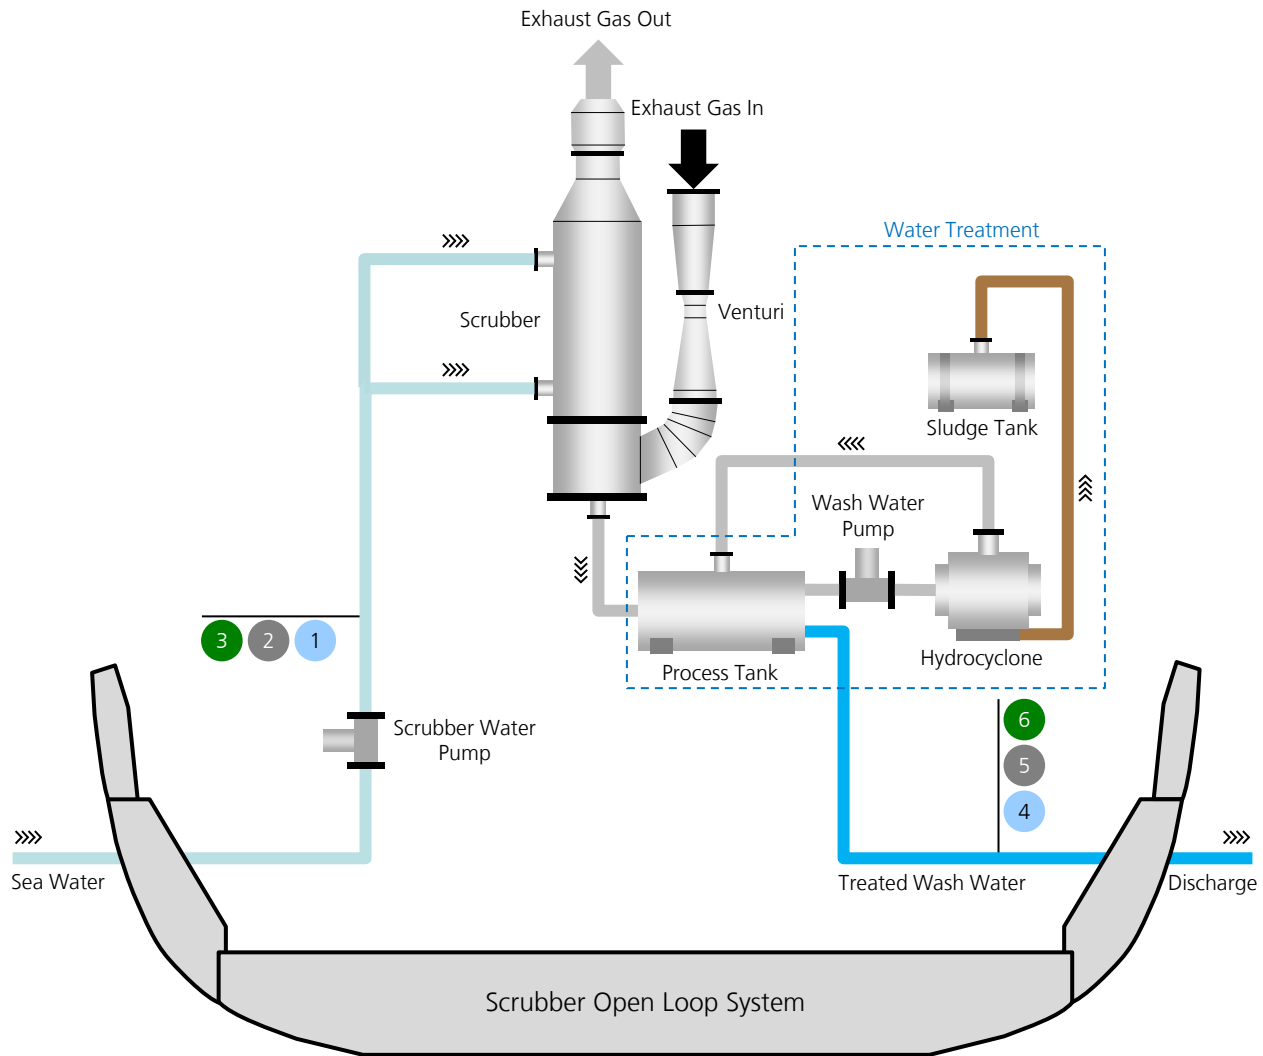 Exhaust Gas Out
Exhaust Gas In
Water Treatment
Scrubber
Venturi
Sludge Tank
Wash Water
Pump
3 2 1
Process Tank
Hydrocyclone
Scrubber Water
Pump
6
5
4
Sea Water
Treated Wash Water
Discharge
Scrubber Open Loop System